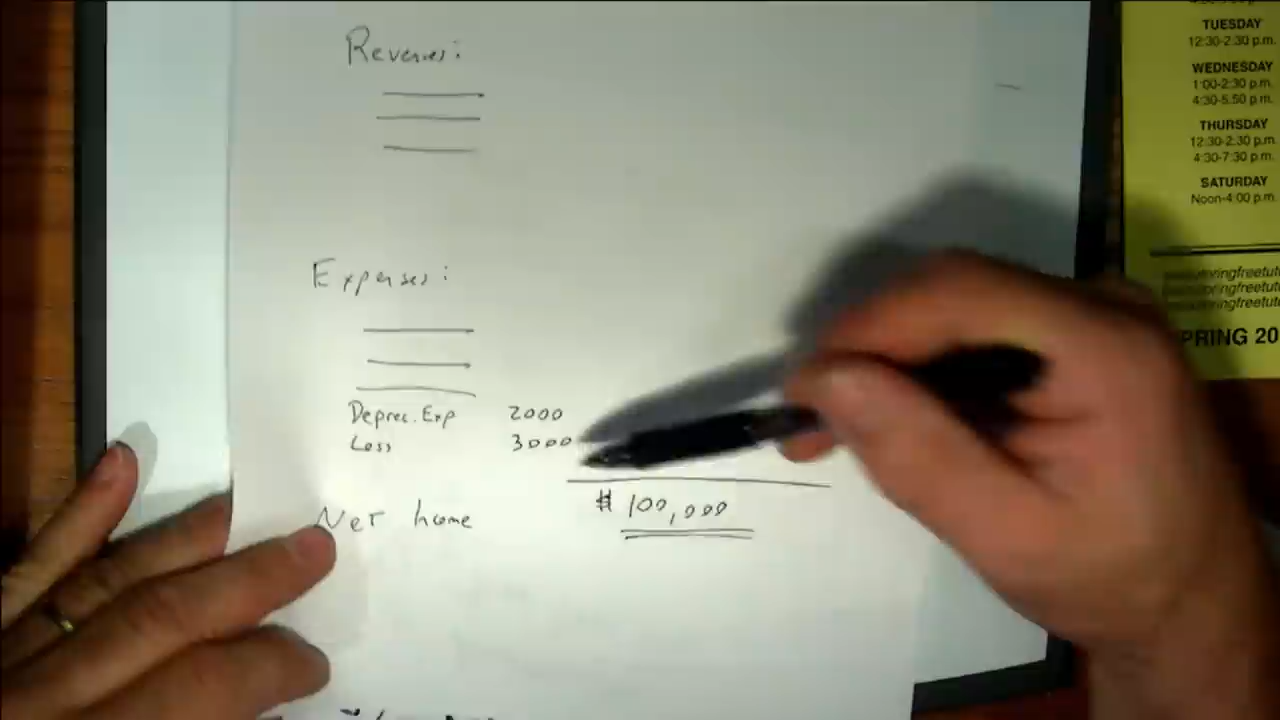 Revenues:
Expenses:
Deprec. Exp 2000
Loss 3000
Net Income $ 100,000
TUESDAY
12:30-2:30 p.m.
WEDNESDAY
1:00-2:30 p.m.
4:30-5:50 p.m.
THURSDAY
12:30-2:30 p.m.
4:30-7:30 p.m.
SATURDAY
Noon-4:00 p.m.
PRING 20